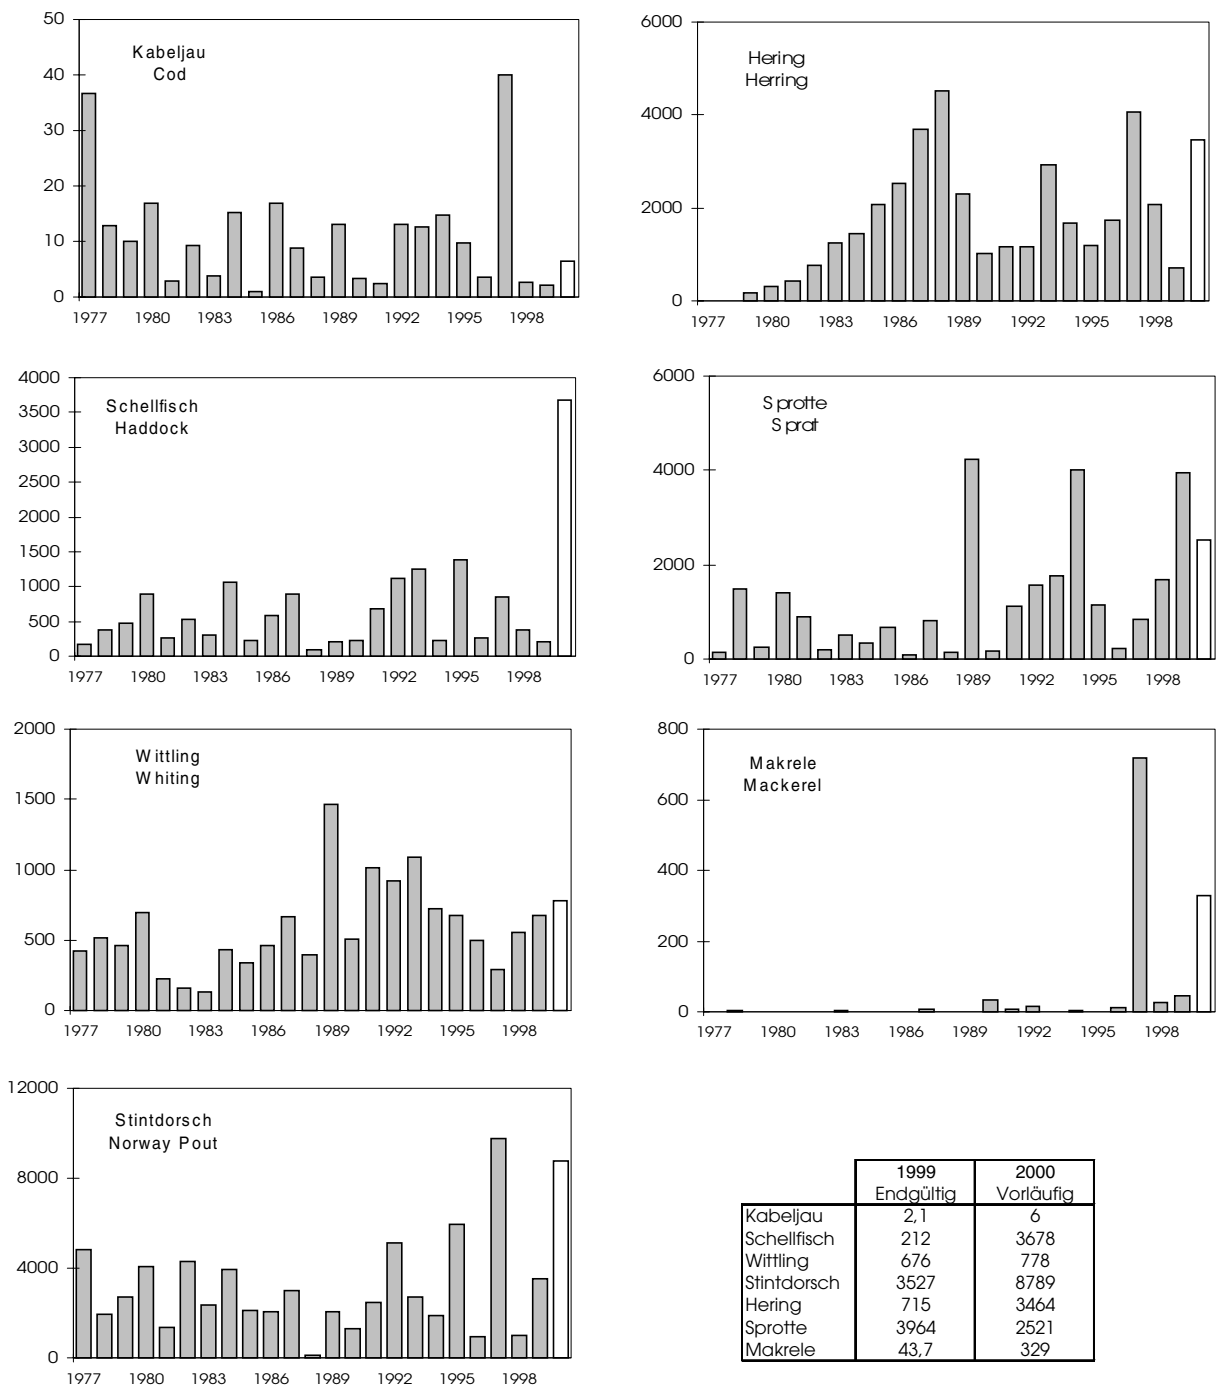 50
40
30
20
10
0
Kabeljau
Cod
1977 1980 1983 1986 1989 1992 1995 1998
6000
4000
2000
0
Hering
Herring
1977 1980 1983 1986 1989 1992 1995 1998
4000
3500
3000
2500
2000
1500
1000
500
0
Schellfisch
Haddock
1977 1980 1983 1986 1989 1992 1995 1998
6000
4000
2000
0
Sprotte
Sprat
1977 1980 1983 1986 1989 1992 1995 1998
2000
1500
1000
500
0
Wittling
Whiting
1977 1980 1983 1986 1989 1992 1995 1998
800
600
400
200
0
Makrele
Mackerel
1977 1980 1983 1986 1989 1992 1995 1998
12000
8000
4000
0
Stintdorsch
Norway Pout
1977 1980 1983 1986 1989 1992 1995 1998
1999 2000
Endgültig Vorläufig
Kabeljau 2,1 6
Schellfisch 212 3678
Wittling 676 778
Stintdorsch 3527 8789
Hering 715 3464
Sprotte 3964 2521
Makrele 43,7 329